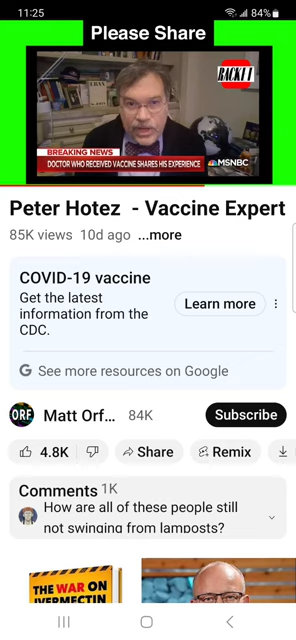 11:25
84%
Please Share
BREAKING NEWS
DOCTOR WHO RECEIVED VACCINE SHARES HIS EXPERIENCE
MSNBC
Peter Hotez - Vaccine Expert
85K views 10d ago ...more
COVID-19 vaccine
Get the latest
information from the
CDC.
Learn more
G See more resources on Google
ORF Matt Orf... 84K Subscribe
4.8K Share Remix
Comments 1K
How are all of these people still
not swinging from lamposts?
THE WAR ON
IVERMECTIN